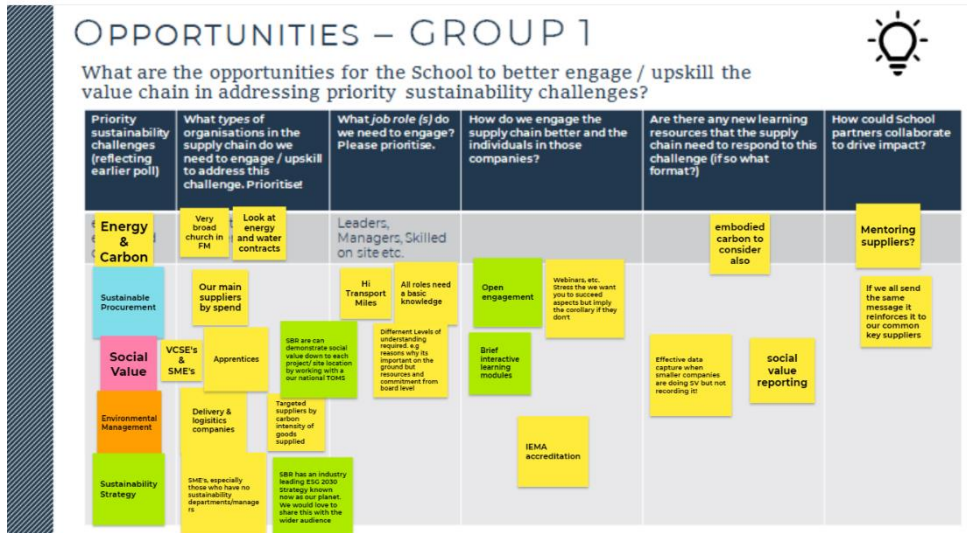 OPPORTUNITIES – GROUP 1
What are the opportunities for the School to better engage / upskill the
value chain in addressing priority sustainability challenges?
Priority
sustainability
challenges
(reflecting
earlier poll)
What types of
organisations in the
supply chain do we
need to engage / upskill
to address this
challenge. Prioritise!
What job role (s) do
we need to engage?
Please prioritise.
How do we engage the
supply chain better and the
individuals in those
companies?
Are there any new learning
resources that the supply
chain need to respond to this
challenge (if so what
format?)
How could School
partners collaborate
to drive impact?
Energy
&
Carbon
Very
broad
church in
FM
Look at
energy
and water
contracts
Leaders,
Managers, Skilled
on site etc.
embodied
carbon to
consider
also
Mentoring
suppliers?
Sustainable
Procurement
Our main
suppliers
by spend
Hi
Transport
Miles
All roles need
a basic
knowledge
Open
engagement
Webinars, etc.
Stress the we want
you to succeed
aspects but imply
the corollary if they
don't
If we all send
the same
message it
reinforces it to
our common
key suppliers
Social
Value
VCSE's
&
SME's
Apprentices
SBR are can
demonstrate social
value down to each
project/ site location
by working with a
our national TOMS
Differnent Levels of
understanding
required. e.g
reasons why its
important on the
ground but
resources and
commitment from
board level
Brief
interactive
learning
modules
Effective data
capture when
smaller companies
are doing SV but not
recording it!
social
value
reporting
Environmental
Management
Delivery &
logisitics
companies
Targeted
suppliers by
carbon
intensity of
goods
supplied
IEMA
accreditation
Sustainability
Strategy
SME's, especially
those who have no
sustainability
departments/manage
rs
SBR has an industry
leading ESG 2030
Strategy known
now as our planet.
We would love to
share this with the
wider audience